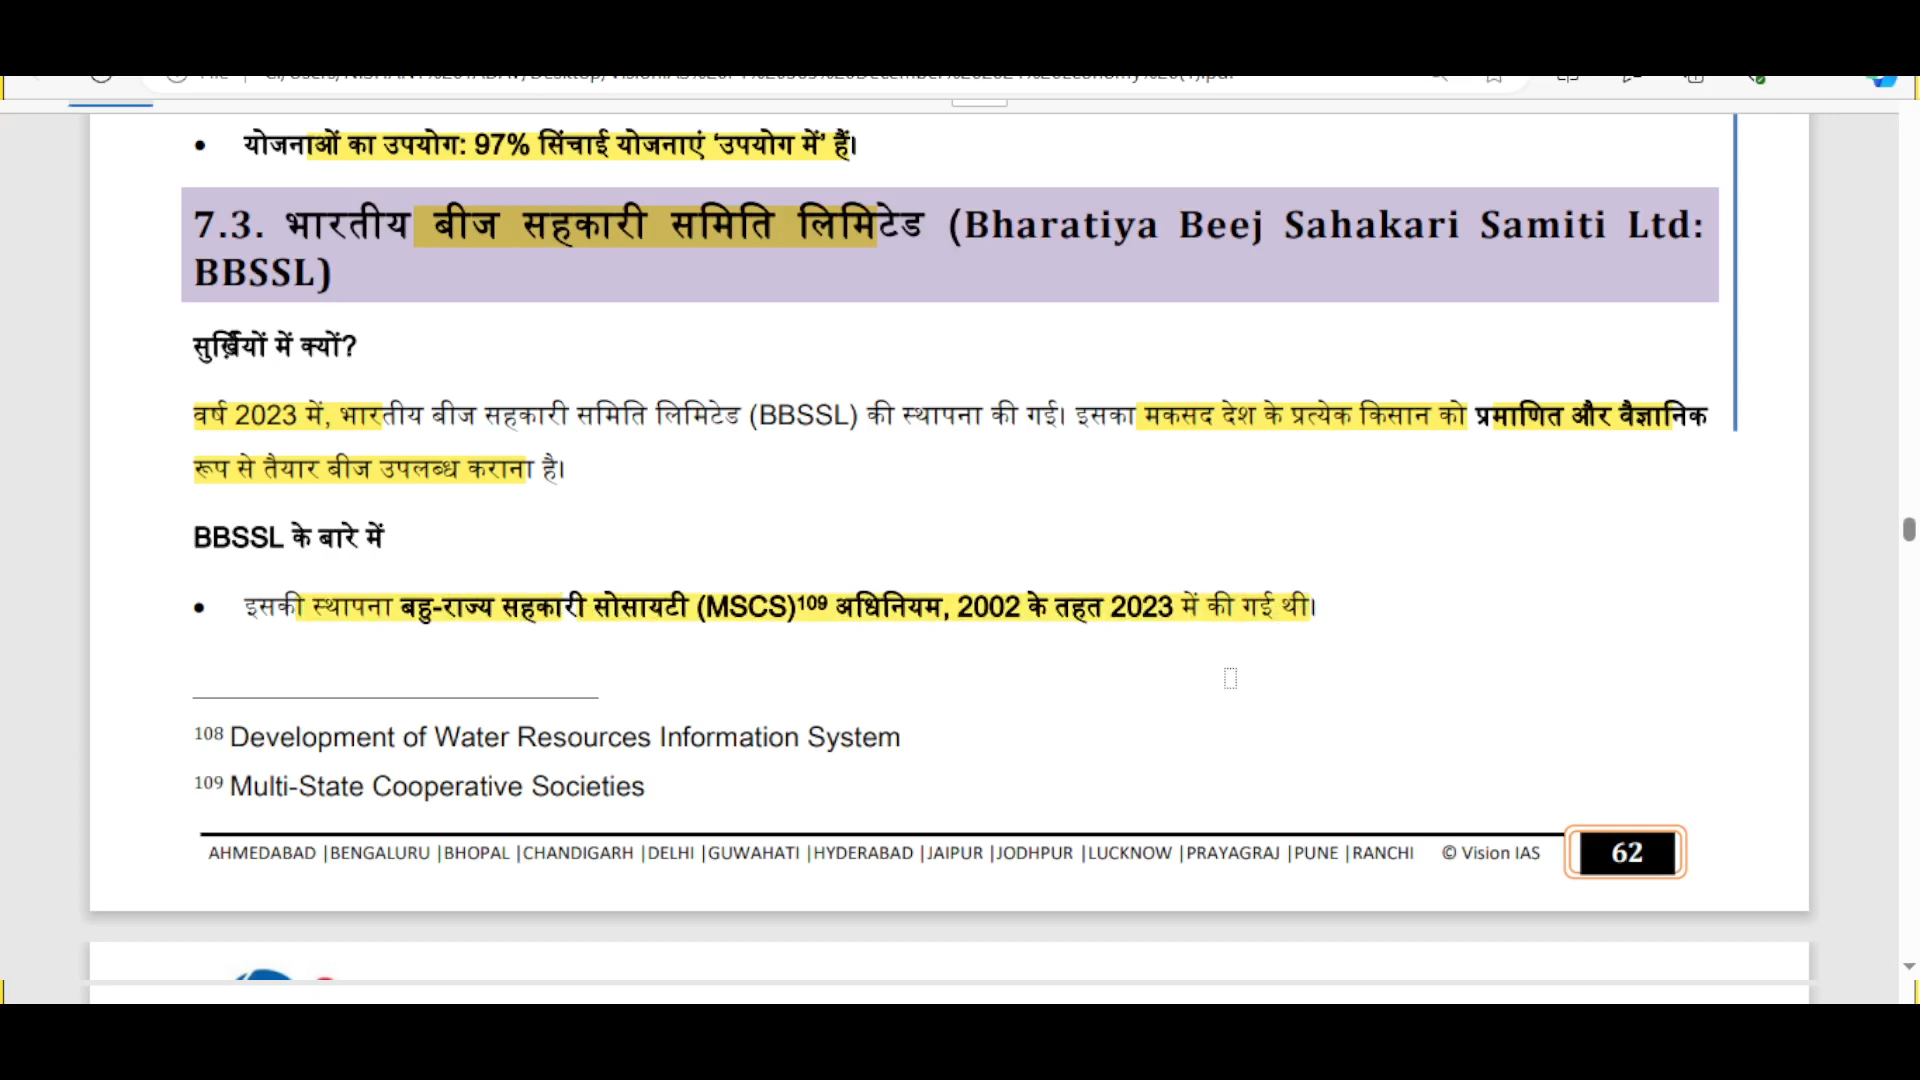 • योजनाओं का उपयोग: 97% सिंचाई योजनाएं ‘उपयोग में’ हैं।
7.3. भारतीय बीज सहकारी समिति लिमिटेड (Bharatiya Beej Sahakari Samiti Ltd:
BBSSL)
सुर्ख़ियों में क्यों?
वर्ष 2023 में, भारतीय बीज सहकारी समिति लिमिटेड (BBSSL) की स्थापना की गई। इसका मकसद देश के प्रत्येक किसान को प्रमाणित और वैज्ञानिक
रूप से तैयार बीज उपलब्ध कराना है।
BBSSL के बारे में
• इसकी स्थापना बहु-राज्य सहकारी सोसायटी (MSCS)109 अधिनियम, 2002 के तहत 2023 में की गई थी।
108 Development of Water Resources Information System
109 Multi-State Cooperative Societies
AHMEDABAD |BENGALURU |BHOPAL |CHANDIGARH |DELHI |GUWAHATI |HYDERABAD |JAIPUR |JODHPUR |LUCKNOW |PRAYAGRAJ |PUNE |RANCHI © Vision IAS 62